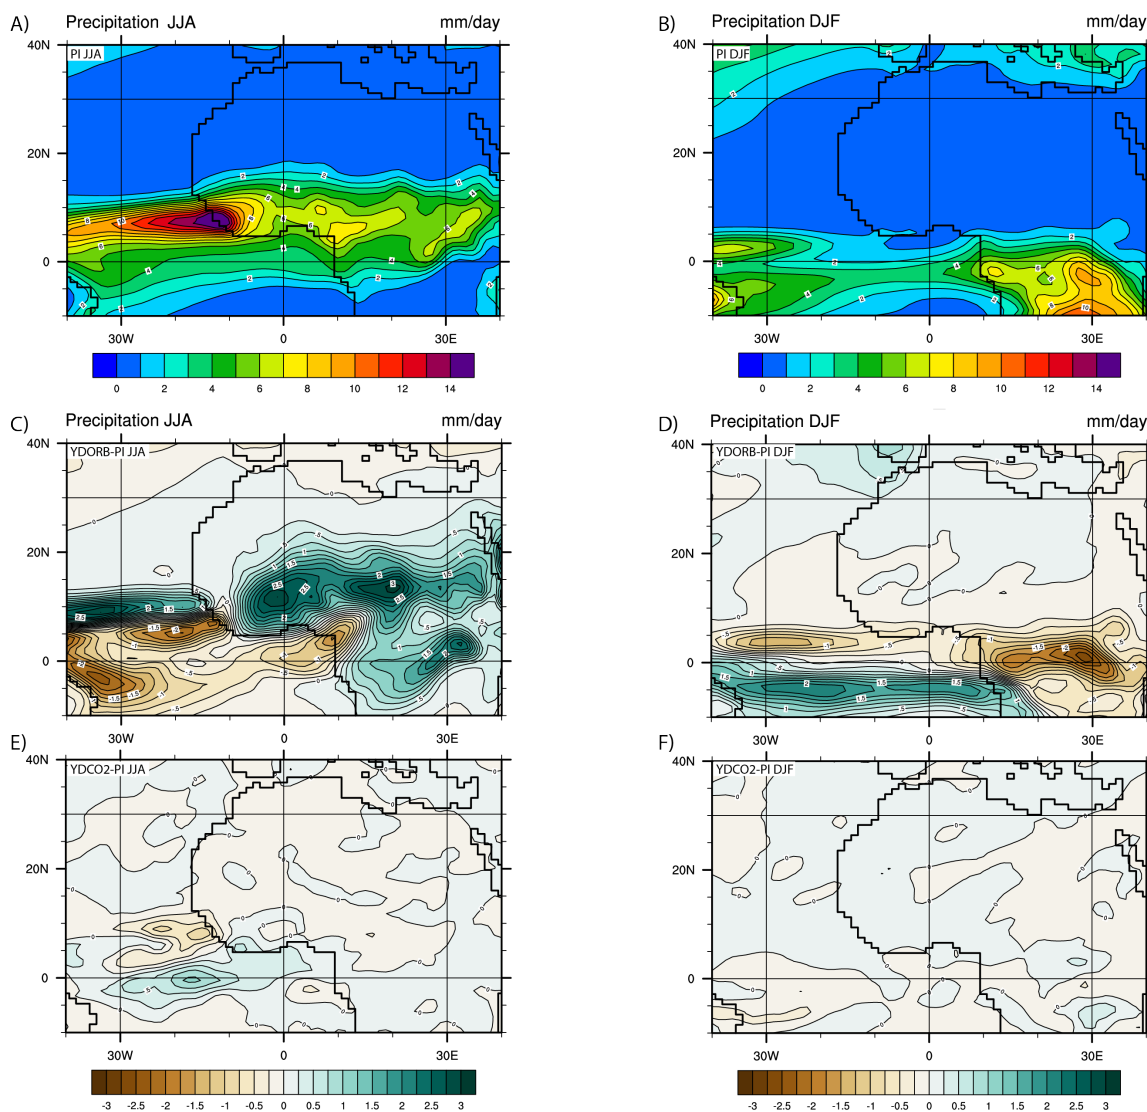 A) Precipitation JJA mm/day
PI JJA
40N
20N
0
30W 0 30E
0 2 4 6 8 10 12 14
B) Precipitation DJF mm/day
PI DJF
40N
20N
0
30W 0 30E
0 2 4 6 8 10 12 14
C) Precipitation JJA mm/day
YDORB-PI JJA
40N
20N
0
30W 0 30E
D) Precipitation DJF mm/day
YDORB-PI DJF
40N
20N
0
30W 0 30E
E)
YDCO2-PI JJA
40N
20N
0
30W 0 30E
-3 -2.5 -2 -1.5 -1 -0.5 0 0.5 1 1.5 2 2.5 3
F)
YDCO2-PI DJF
40N
20N
0
30W 0 30E
-3 -2.5 -2 -1.5 -1 -0.5 0 0.5 1 1.5 2 2.5 3